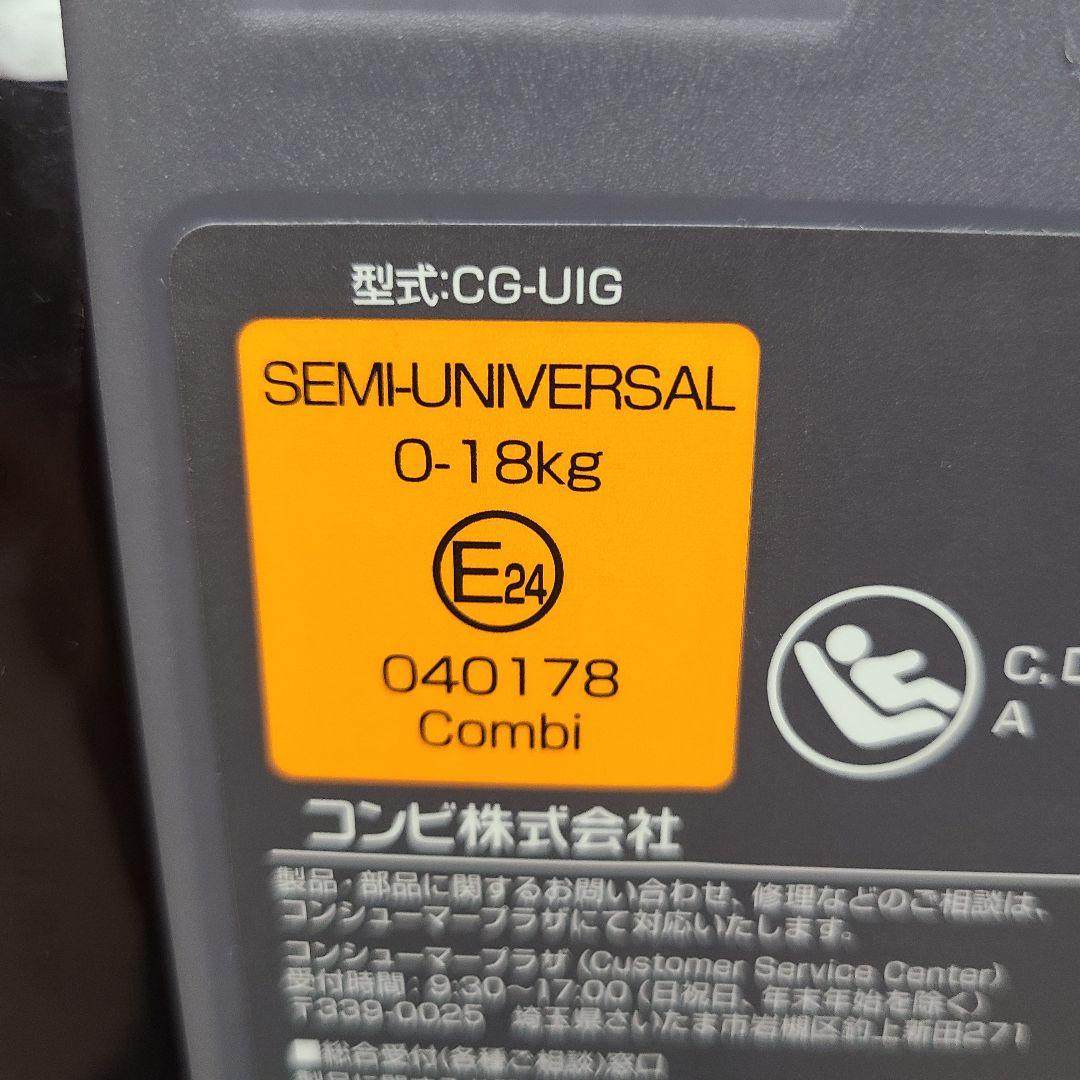 型式:CG-UIG
SEMI-UNIVERSAL
0-18kg
E24
040178
Combi
C, D
A
コンビ株式会社
製品・部品に関するお問い合わせ、修理などのご相談は、
コンシューマープラザにて対応いたします。
コンシューマープラザ (Customer Service Center)
受付時間：9:30～17:00 (日祝日、年末年始を除く)
〒339-0025 埼玉県さいたま市岩槻区釣上新田271
■総合受付(各種ご相談)窓口